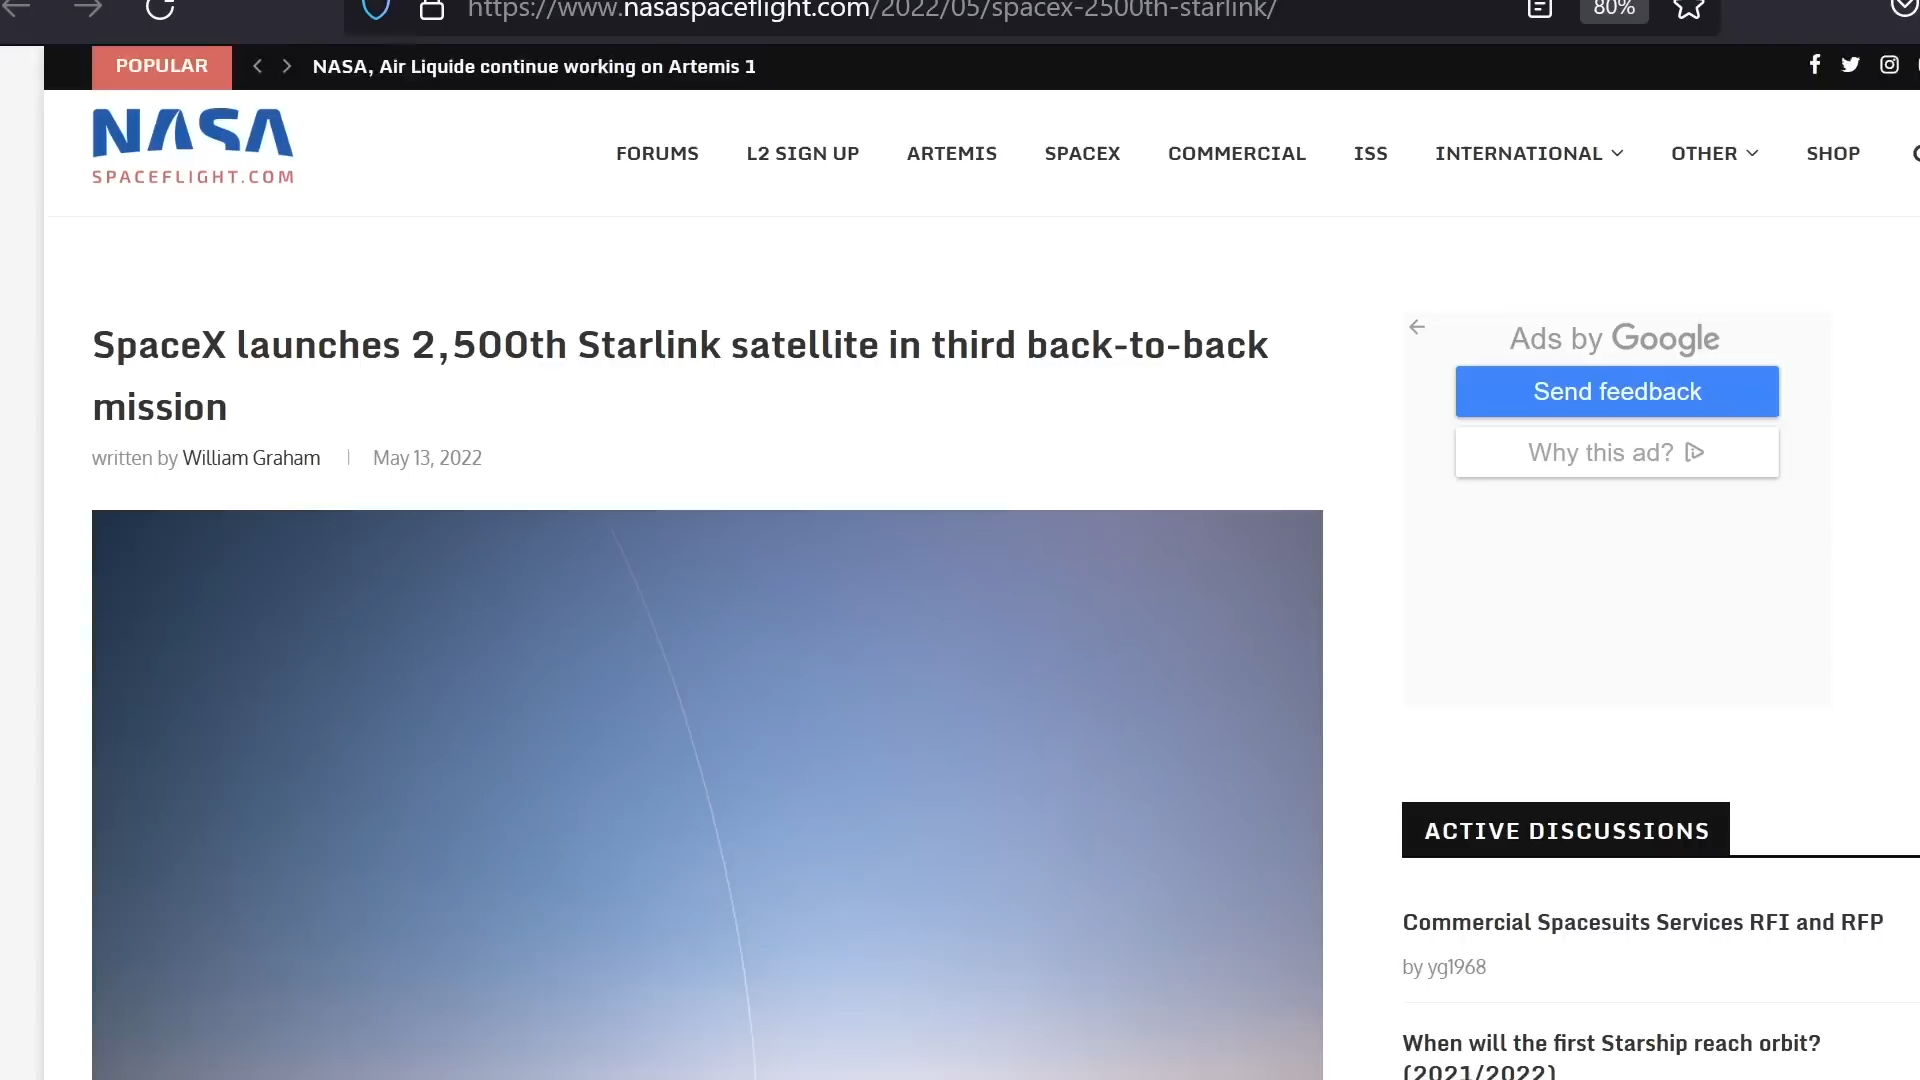 https://www.nasaspaceflight.com/2022/05/spacex-2500th-starlink/
80%
POPULAR
NASA, Air Liquide continue working on Artemis 1
NASA
SPACEFLIGHT.COM
FORUMS
L2 SIGN UP
ARTEMIS
SPACEX
COMMERCIAL
ISS
INTERNATIONAL
OTHER
SHOP
SpaceX launches 2,500th Starlink satellite in third back-to-back
mission
written by William Graham
May 13, 2022
Ads by Google
Send feedback
Why this ad?
ACTIVE DISCUSSIONS
Commercial Spacesuits Services RFI and RFP
by yg1968
When will the first Starship reach orbit?
(2021/2022)